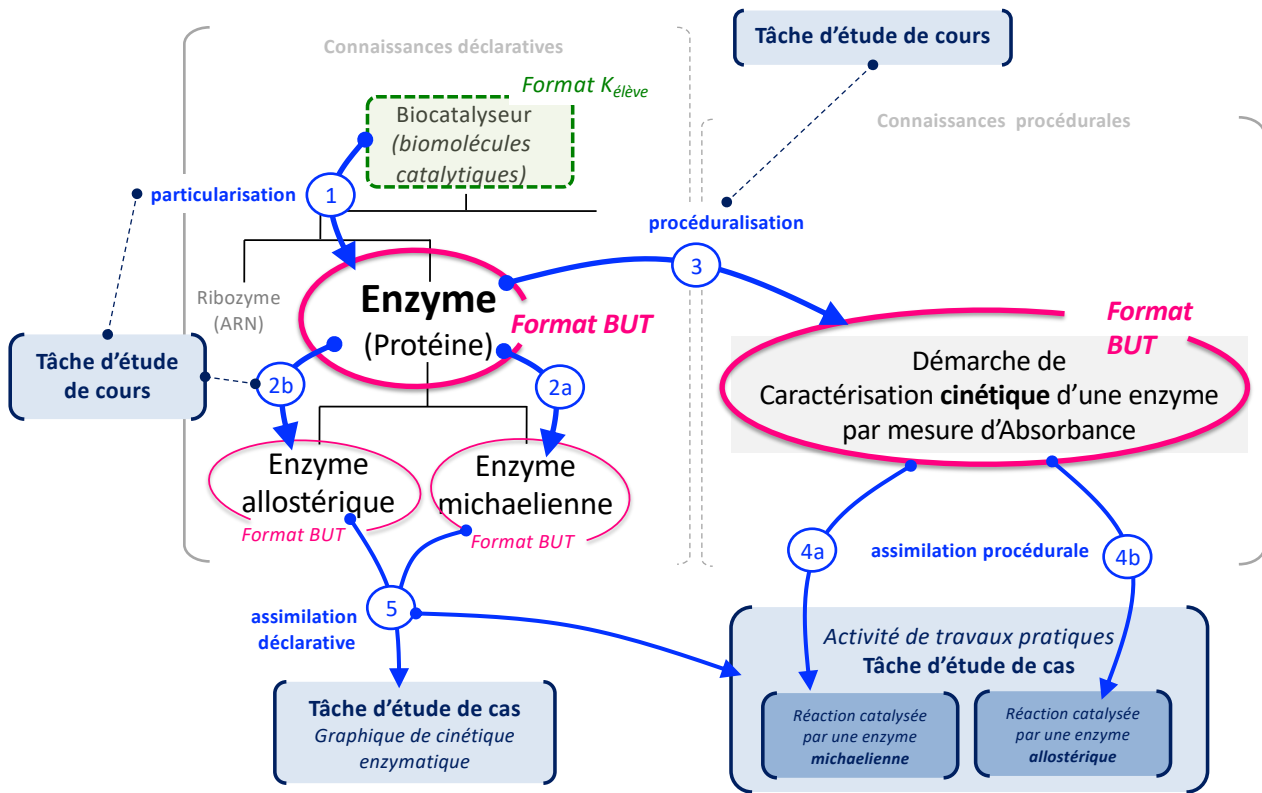 Tâche d'étude de cours
Connaissances déclaratives
Format Kélève
Biocatalyseur
(biomolécules
catalytiques)
Connaissances procédurales
particularisation
1
procéduralisation
3
Ribozyme
(ARN)
Enzyme
(Protéine)
Format BUT
Format
BUT
Démarche de
Caractérisation cinétique d'une enzyme
par mesure d'Absorbance
Tâche d'étude
de cours
2b
2a
Enzyme
allostérique
Format BUT
Enzyme
michaelienne
Format BUT
4a
assimilation procédurale
4b
5
assimilation
déclarative
Activité de travaux pratiques
Tâche d'étude de cas
Réaction catalysée
par une enzyme
michaelienne
Réaction catalysée
par une enzyme
allostérique
Tâche d'étude de cas
Graphique de cinétique
enzymatique